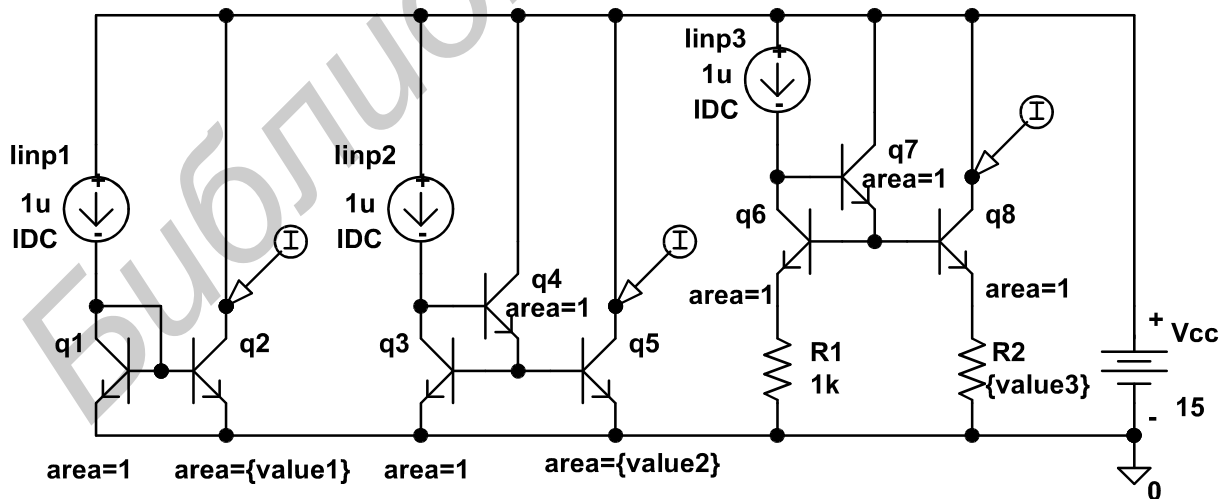 Библио
Iinp1
1u
IDC
+
-
q1
area=1
q2
area={value1}
I
Iinp2
1u
IDC
+
-
q3
area=1
q4
area=1
q5
area={value2}
I
Iinp3
1u
IDC
+
-
q6
area=1
q7
area=1
q8
area=1
I
R1
1k
R2
{value3}
+
Vcc
15
-
0